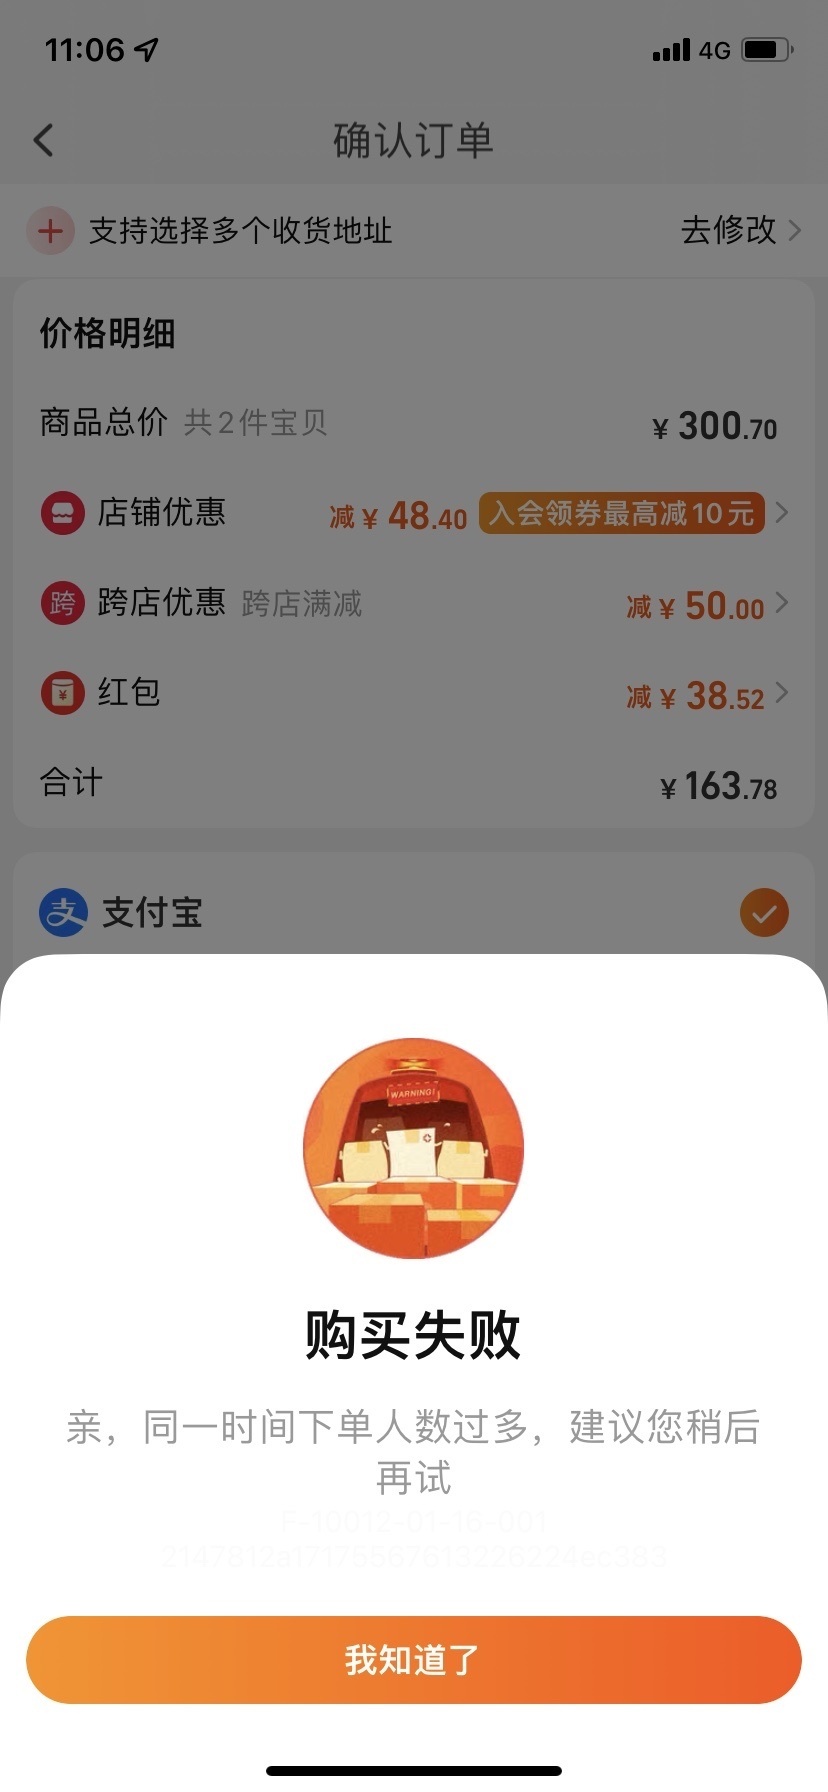 11:06
4G
确认订单
支持选择多个收货地址 去修改
价格明细
商品总价 共2件宝贝 ¥ 300.70
店铺优惠 减 ¥ 48.40 入会领券最高减10元
跨 跨店优惠 跨店满减 减 ¥ 50.00
¥ 红包 减 ¥ 38.52
合计 ¥ 163.78
支 支付宝
WARNING!
购买失败
亲，同一时间下单人数过多，建议您稍后
再试
F-10012-01-16-001
我知道了